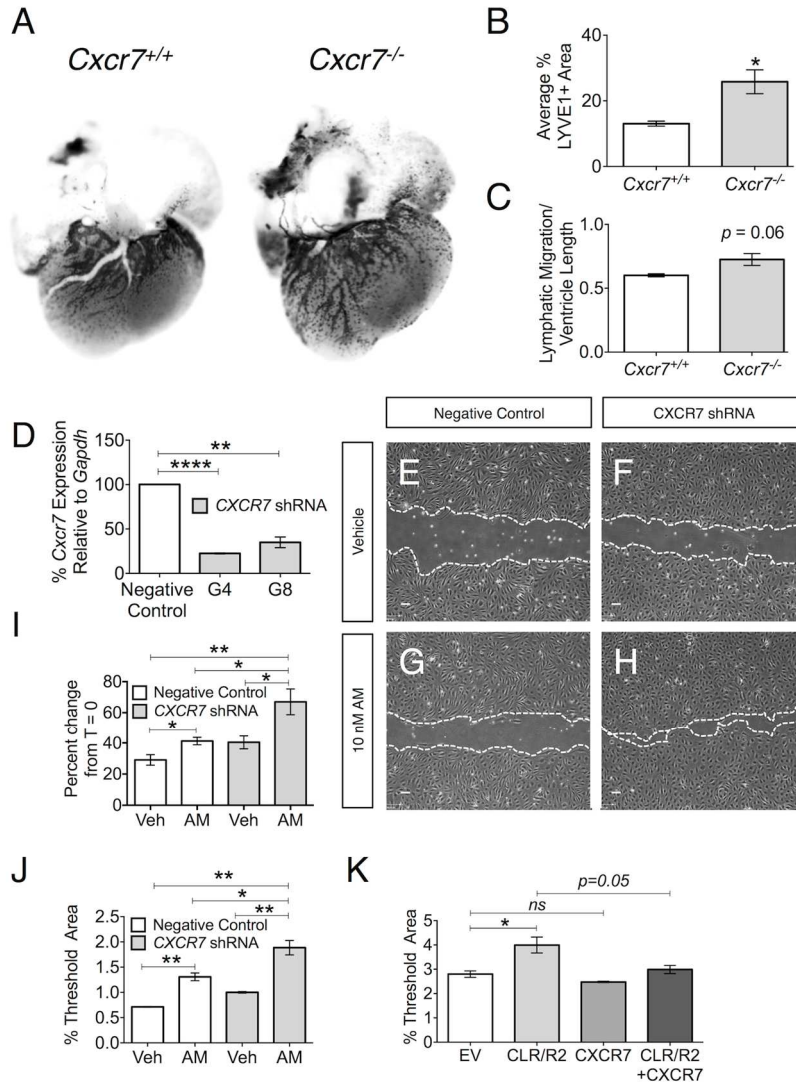 A
Cxcr7+/+
Cxcr7-/-
B
Average %
LYVE1+ Area
40
20
0
*
Cxcr7+/+
Cxcr7-/-
C
Lymphatic Migration/
Ventricle Length
1.0
0.5
0.0
p = 0.06
Cxcr7+/+
Cxcr7-/-
D
% Cxcr7 Expression
Relative to Gapdh
150
100
50
0
**
****
CXCR7 shRNA
Negative
Control
G4
G8
Negative Control
CXCR7 shRNA
Vehicle
10 nM AM
E
F
G
H
I
Percent change
from T = 0
80
60
40
20
0
**
*
*
*
Negative Control
CXCR7 shRNA
Veh
AM
Veh
AM
J
% Threshold Area
2.5
2.0
1.5
1.0
0.5
0.0
**
*
**
**
Negative Control
CXCR7 shRNA
Veh
AM
Veh
AM
K
% Threshold Area
6
5
4
3
2
1
0
p=0.05
ns
*
EV
CLR/R2
CXCR7
CLR/R2
+CXCR7